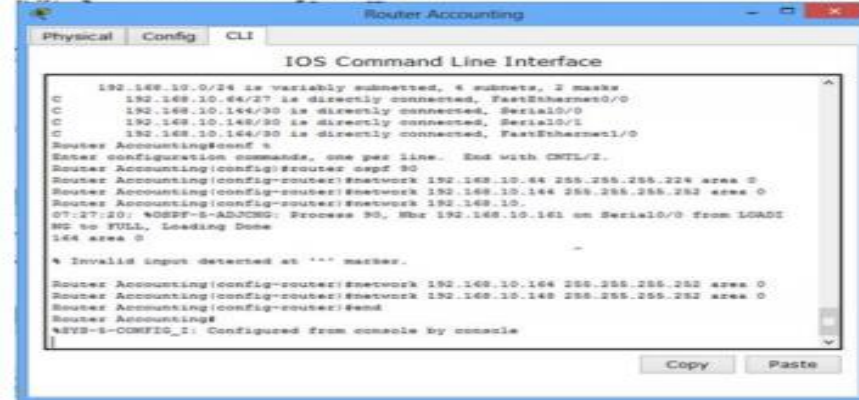 Router Accounting
Physical Config CLI
IOS Command Line Interface
192.168.10.0/24 is variably subnetted, 4 subnets, 2 masks
C 192.168.10.64/27 is directly connected, FastEthernet0/0
C 192.168.10.144/30 is directly connected, Serial0/0
C 192.168.10.148/30 is directly connected, Serial0/1
C 192.168.10.164/30 is directly connected, FastEthernet1/0
Router Accounting#conf t
Enter configuration commands, one per line. End with CNTL/Z.
Router Accounting(config)#router ospf 90
Router Accounting(config-router)#network 192.168.10.64 255.255.255.224 area 0
Router Accounting(config-router)#network 192.168.10.144 255.255.255.252 area 0
Router Accounting(config-router)#network 192.168.10.
07:27:20: %OSPF-5-ADJCHG: Process 90, Nbr 192.168.10.161 on Serial0/0 from LOADI
NG to FULL, Loading Done
164 area 0
% Invalid input detected at '^' marker.
Router Accounting(config-router)#network 192.168.10.164 255.255.255.252 area 0
Router Accounting(config-router)#network 192.168.10.148 255.255.255.252 area 0
Router Accounting(config-router)#end
Router Accounting#
%SYS-5-CONFIG_I: Configured from console by console
Copy Paste